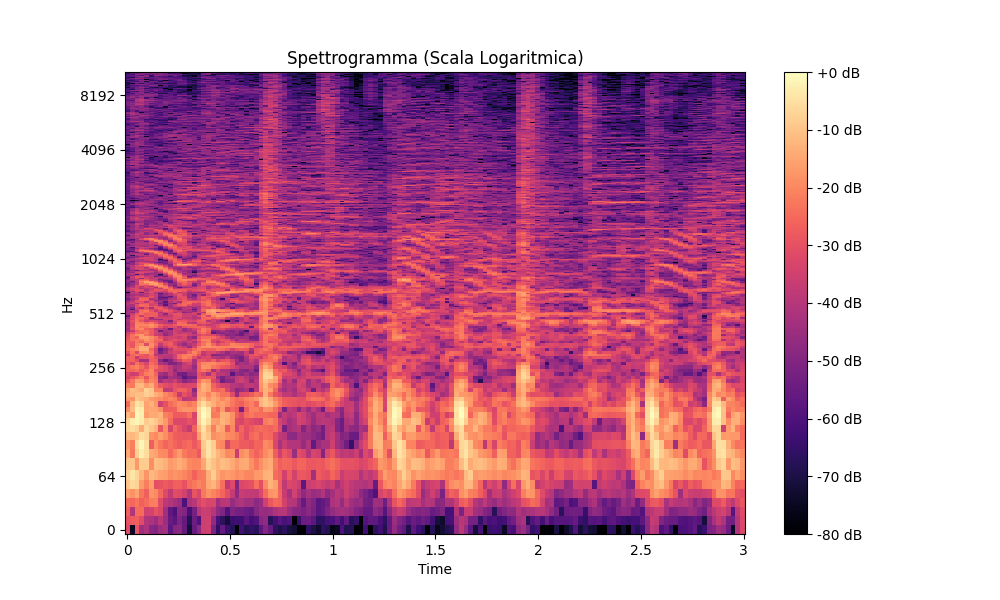 Spettrogramma (Scala Logaritmica)
Hz
8192
4096
2048
1024
512
256
128
64
0
0
0.5
1
1.5
2
2.5
3
Time
+0 dB
-10 dB
-20 dB
-30 dB
-40 dB
-50 dB
-60 dB
-70 dB
-80 dB